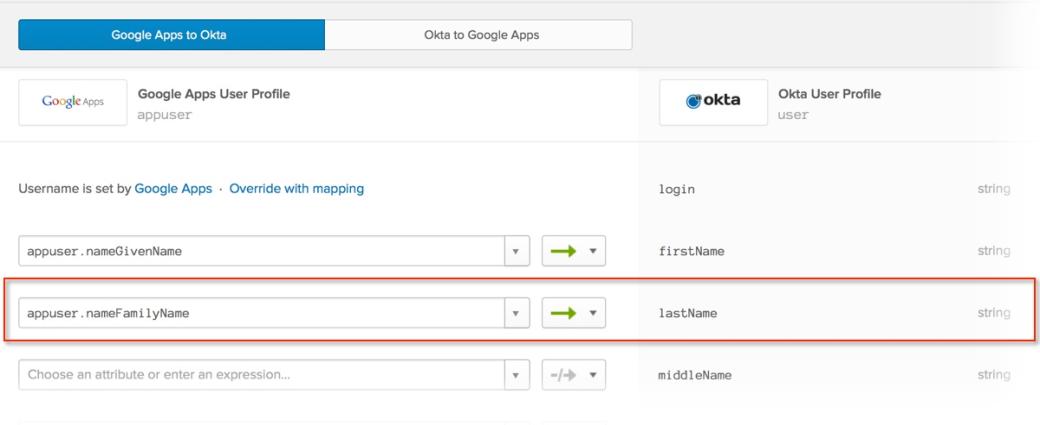 Google Apps to Okta
Okta to Google Apps
Google Apps
Google Apps User Profile
appuser
okta
Okta User Profile
user
Username is set by Google Apps · Override with mapping
login
string
appuser.nameGivenName
firstName
string
appuser.nameFamilyName
lastName
string
Choose an attribute or enter an expression...
middleName
string